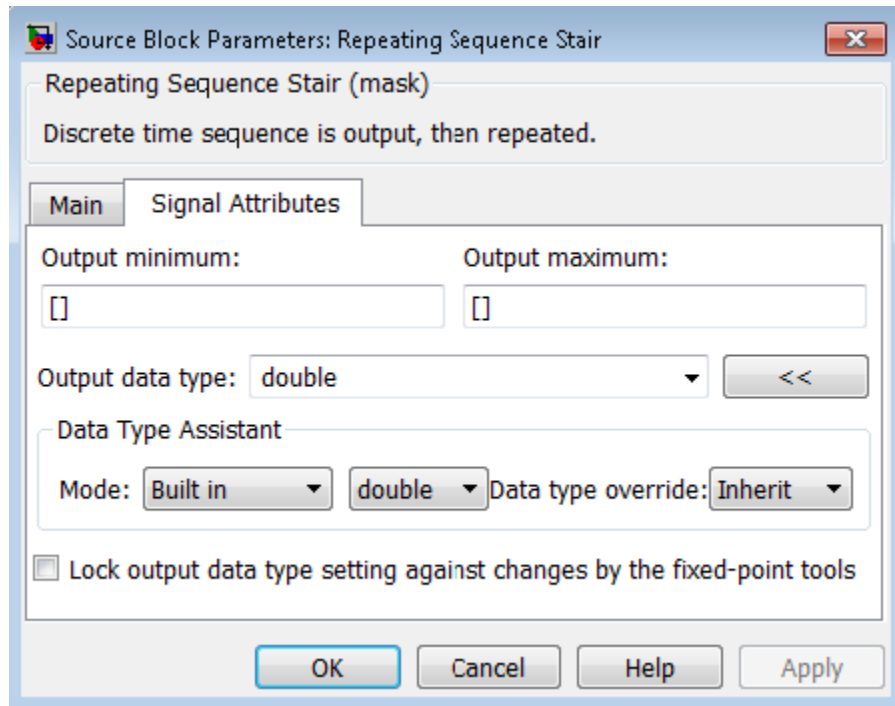 Source Block Parameters: Repeating Sequence Stair
Repeating Sequence Stair (mask)
Discrete time sequence is output, then repeated.
Main Signal Attributes
Output minimum: Output maximum:
[] []
Output data type: double <<
Data Type Assistant
Mode: Built in double Data type override: Inherit
Lock output data type setting against changes by the fixed-point tools
OK Cancel Help Apply